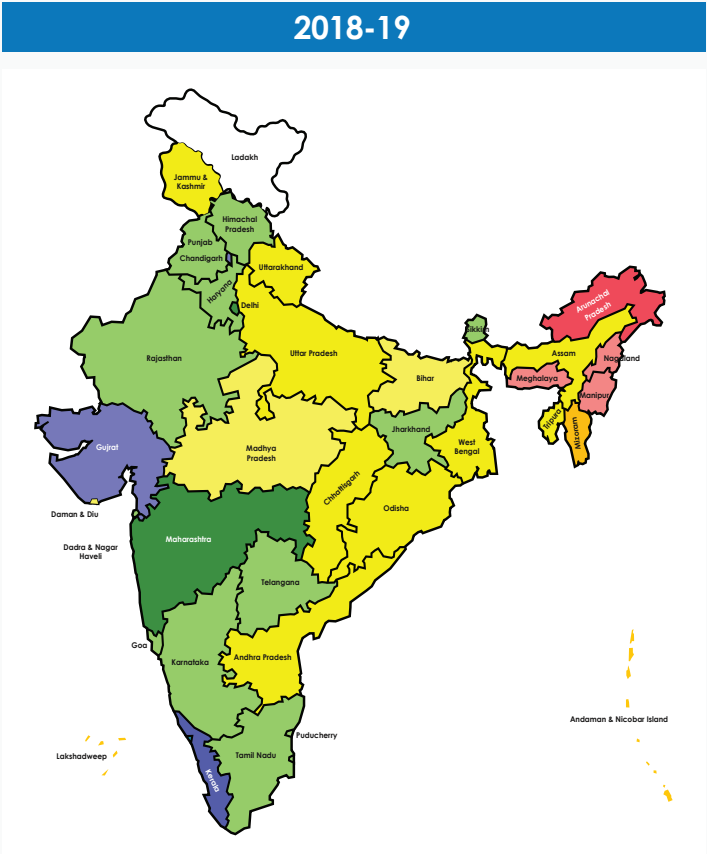 2018-19
Ladakh
Jammu &
Kashmir
Himachal
Pradesh
Punjab
Chandigarh
Uttarakhand
Haryana
Delhi
Arunachal
Pradesh
Sikkim
Rajasthan
Uttar Pradesh
Assam
Nagaland
Bihar
Meghalaya
Manipur
Gujrat
Jharkhand
Tripura
Mizoram
Madhya
Pradesh
West
Bengal
Chhattisgarh
Odisha
Daman & Diu
Maharashtra
Dadra & Nagar
Haveli
Telangana
Goa
Karnataka
Andhra Pradesh
Andaman & Nicobar Island
Puducherry
Lakshadweep
Tamil Nadu
Kerala